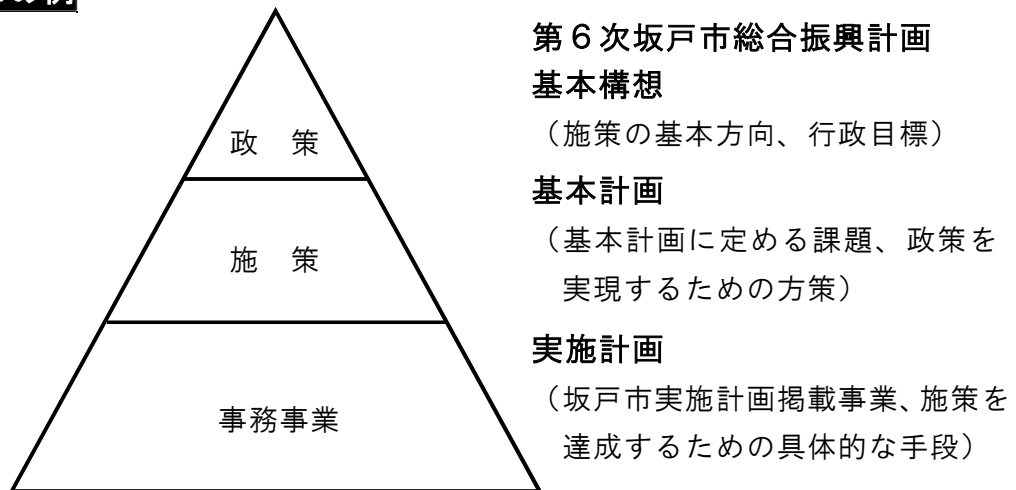 の例
第６次坂戸市総合振興計画
基本構想
（施策の基本方向、行政目標）
政　策
基本計画
（基本計画に定める課題、政策を
実現するための方策）
施　策
実施計画
（坂戸市実施計画掲載事業、施策を
達成するための具体的な手段）
事務事業